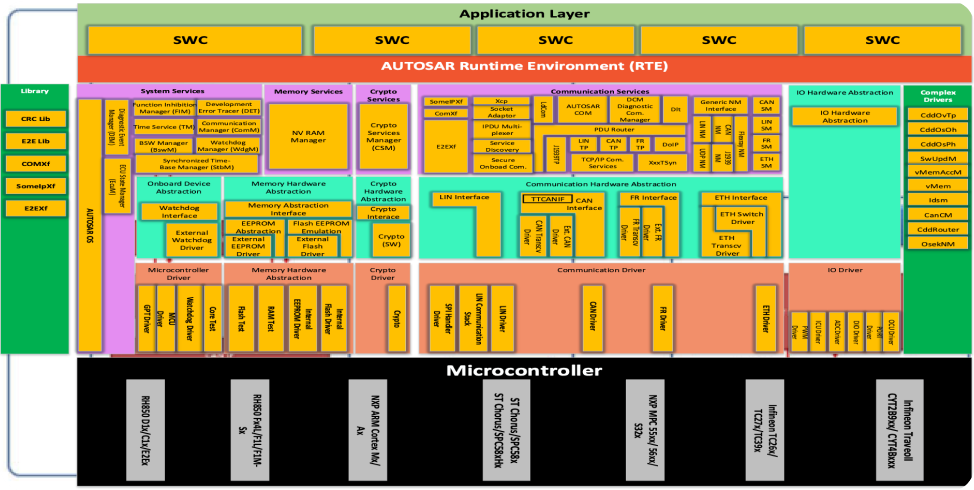 Application Layer
SWC
SWC
SWC
SWC
SWC
AUTOSAR Runtime Environment (RTE)
Library
CRC Lib
E2E Lib
COMXf
SomeIpXf
E2EXf
System Services
AUTOSAR OS
Diagnostic Event
Manager (DEM)
ECU State Manager
(EcuM)
Function Inhibition
Manager (FIM)
Development
Error Tracer (DET)
Time Service (TM)
Communication
Manager (ComM)
BSW Manager
(BswM)
Watchdog
Manager (WdgM)
Synchronized Time-
Base Manager (StbM)
Memory Services
NV RAM
Manager
Crypto
Services
Crypto
Services
Manager
(CSM)
Communication Services
SomeIPXf
ComXf
E2EXf
Xcp
Socket
Adaptor
IPDU Multi-
plexer
Service
Discovery
Secure
Onboard Com.
LdCom
AUTOSAR
COM
DCM
Diagnostic
Com.
Manager
Dlt
PDU Router
J1939TP
LIN
TP
CAN
TP
FR
TP
DoIP
TCP/IP Com.
Services
XxxTSyn
Generic NM
Interface
LIN NM
CAN
NM
Flexray NM
UDP NM
J1939
NM
CAN
SM
LIN
SM
FR
SM
ETH
SM
IO Hardware Abstraction
IO Hardware
Abstraction
Complex
Drivers
CddOvTp
CddOsOh
CddOsPh
SwUpdM
vMemAccM
vMem
Idsm
CanCM
CddRouter
OsekNM
Onboard Device
Abstraction
Watchdog
Interface
External
Watchdog
Driver
Memory Hardware
Abstraction
Memory Abstraction
Interface
EEPROM
Abstraction
Flash EEPROM
Emulation
External
EEPROM
Driver
External
Flash Driver
Crypto
Hardware
Abstraction
Crypto
Interace
Crypto
(SW)
Communication Hardware Abstraction
LIN Interface
TTCANIF
CAN
Interface
CAN Transcv
Driver
Ext. CAN
Driver
FR Interface
FR Transcv
Driver
Ext. FR
Driver
ETH Interface
ETH Switch
Driver
ETH
Transcv
Driver
Microcontroller
Driver
GPT Driver
MCU
Driver
Watchdog Driver
Core Test
Memory Hardware
Abstraction
Flash Test
RAM Test
Internal
EEPROM Driver
Internal
Flash Driver
Crypto
Driver
Crypto
Communication Driver
SPI Handler
Driver
LIN Communication
Stack
LIN Driver
CAN Driver
FR Driver
ETH Driver
IO Driver
PWM
Driver
ICU Driver
ADC Driver
DIO Driver
PORT
Driver
OCU Driver
Microcontroller
RH850 D1x/C1x/E2Ex
RH850 Fx4L/F1L/F1M-
Sx
NXP ARM Cortex Mx/
Ax
ST Chorus/SPC58x
ST Chorus/SPC58xHx
NXP MPC 55xx/ 56xx/
S32x
Infineon TC26x/
TC27x/TC39x
Infineon Traveoll
CYT2B9xx/ CYT4Bxxx